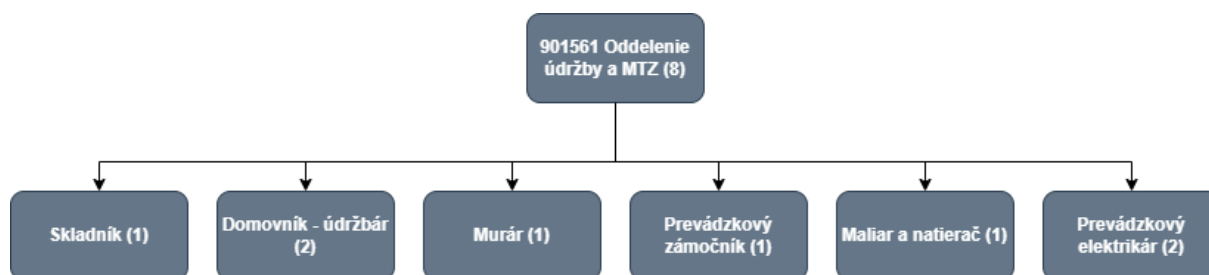 901561 Oddelenie
údržby a MTZ (8)
Skladník (1)
Domovník - údržbár
(2)
Murár (1)
Prevádzkový
zámočník (1)
Maliar a natierač (1)
Prevádzkový
elektrikár (2)